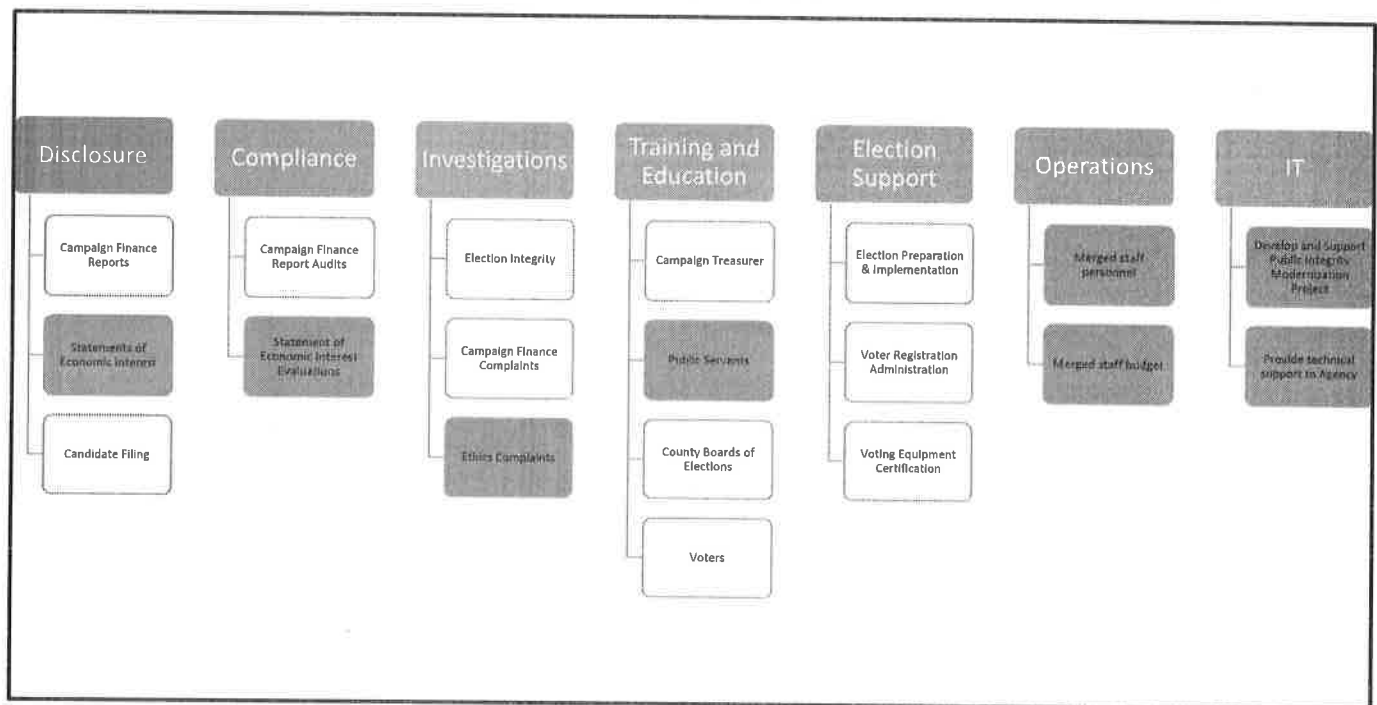 Disclosure
Campaign Finance
Reports
Statements of
Economic Interest
Candidate Filing
Compliance
Campaign Finance
Report Audits
Statement of
Economic Interest
Evaluations
Investigations
Election Integrity
Campaign Finance
Complaints
Ethics Complaints
Training and
Education
Campaign Treasurer
Public Servants
County Boards of
Elections
Voters
Election
Support
Election Preparation
& Implementation
Voter Registration
Administration
Voting Equipment
Certification
Operations
Merged staff
personnel
Merged staff budget
IT
Develop and Support
Public Integrity
Modernization
Project
Provide technical
support to Agency